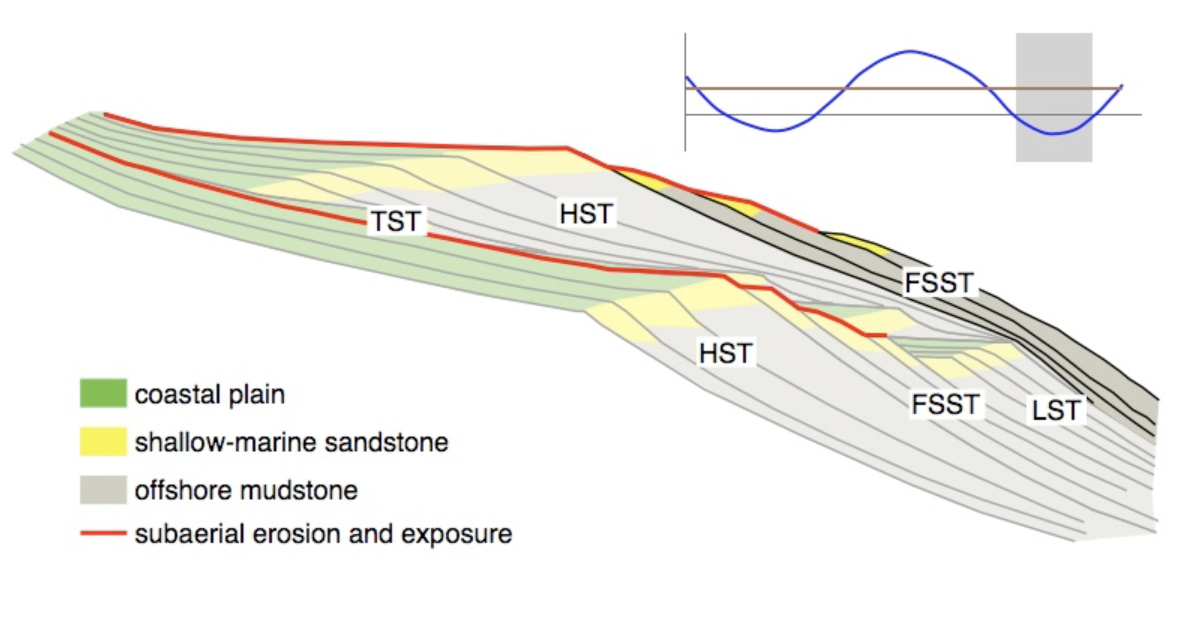 TST
HST
FSST
HST
FSST
LST
coastal plain
shallow-marine sandstone
offshore mudstone
subaerial erosion and exposure